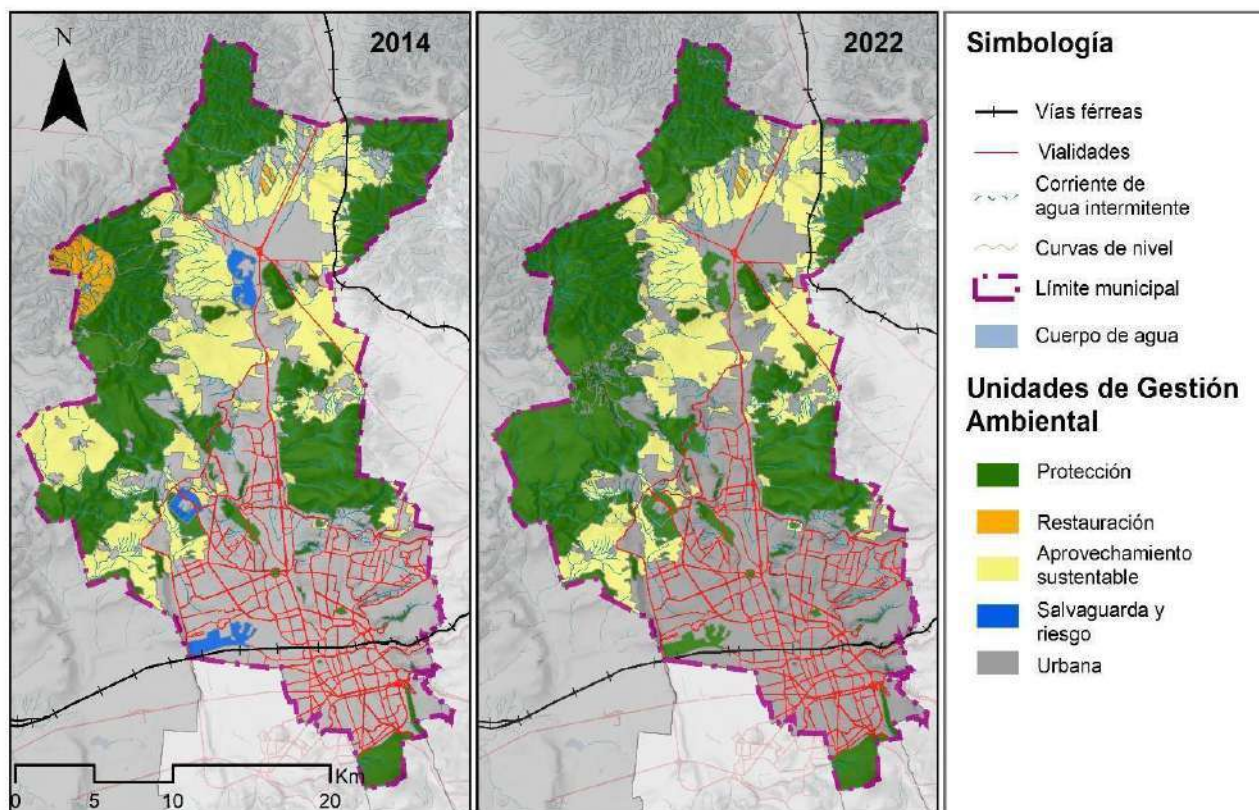 N
2014
2022
Km
0 5 10 20
Simbología
Vías férreas
Vialidades
Corriente de
agua intermitente
Curvas de nivel
Límite municipal
Cuerpo de agua
Unidades de Gestión
Ambiental
Protección
Restauración
Aprovechamiento
sustentable
Salvaguarda y
riesgo
Urbana